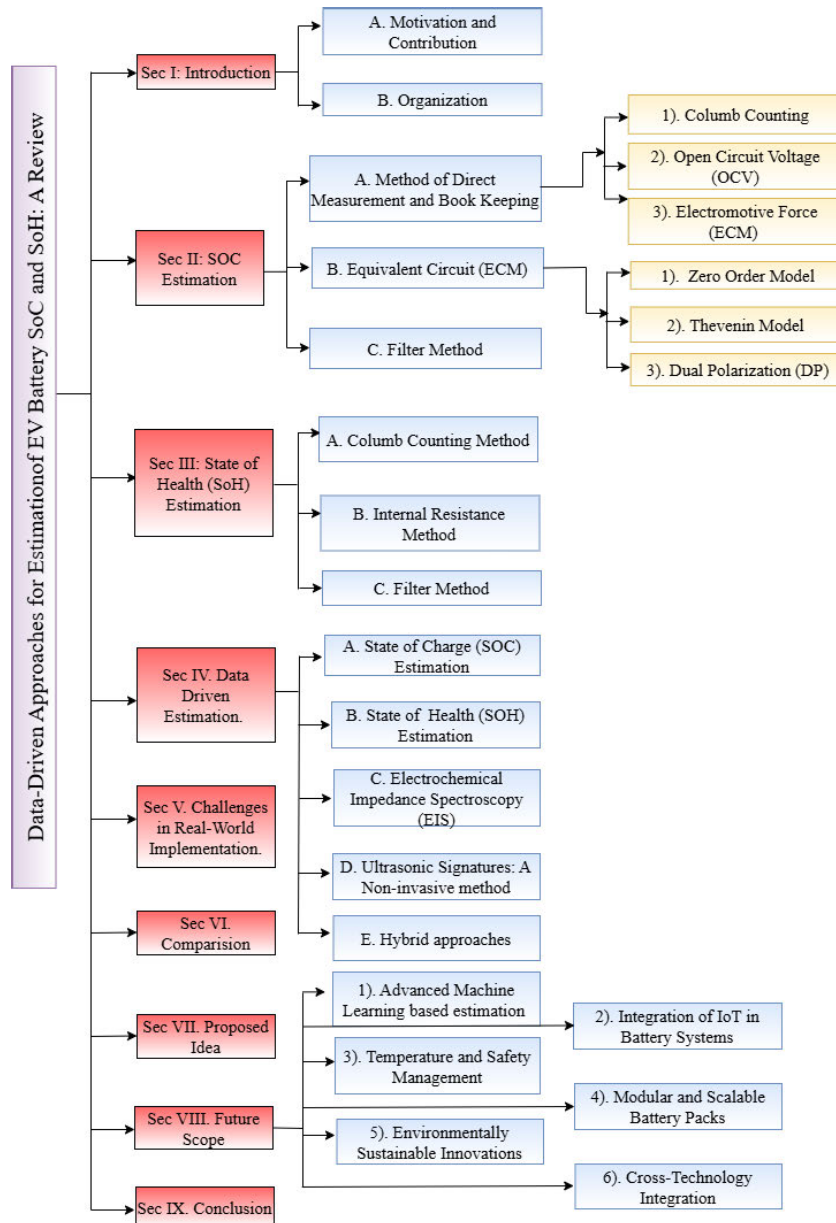 Data-Driven Approaches for Estimationof EV Battery SoC and SoH: A Review
Sec I: Introduction
A. Motivation and
Contribution
B. Organization
Sec II: SOC
Estimation
A. Method of Direct
Measurement and Book Keeping
1). Columb Counting
2). Open Circuit Voltage
(OCV)
3). Electromotive Force
(ECM)
B. Equivalent Circuit (ECM)
1). Zero Order Model
2). Thevenin Model
3). Dual Polarization (DP)
C. Filter Method
Sec III: State of
Health (SoH)
Estimation
A. Columb Counting Method
B. Internal Resistance
Method
C. Filter Method
Sec IV. Data
Driven
Estimation.
A. State of Charge (SOC)
Estimation
B. State of Health (SOH)
Estimation
C. Electrochemical
Impedance Spectroscopy
(EIS)
D. Ultrasonic Signatures: A
Non-invasive method
E. Hybrid approaches
Sec V. Challenges
in Real-World
Implementation.
Sec VI.
Comparision
Sec VII. Proposed
Idea
Sec VIII. Future
Scope
1). Advanced Machine
Learning based estimation
2). Integration of IoT in
Battery Systems
3). Temperature and Safety
Management
4). Modular and Scalable
Battery Packs
5). Environmentally
Sustainable Innovations
6). Cross-Technology
Integration
Sec IX. Conclusion